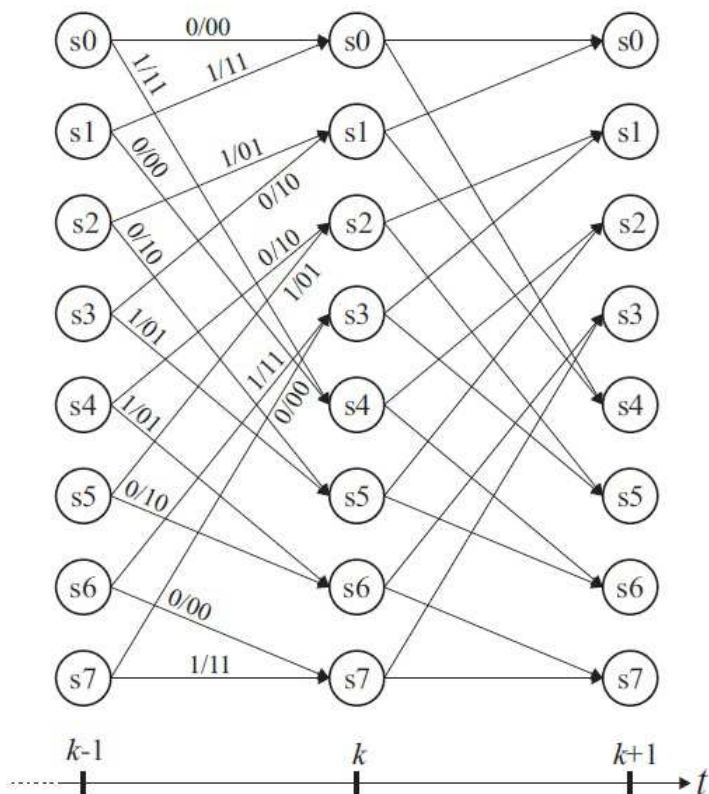 s0 0/00 s0 s0
1/11
1/11
s1 s1 s1
0/00
1/01
0/10
s2 s2 s2
0/10
0/10
1/01
s3 s3 s3
1/01
1/11
0/00
s4 s4 s4
1/01
s5 s5 s5
0/10
s6 s6 s6
0/00
s7 1/11 s7 s7
k-1 k k+1
t